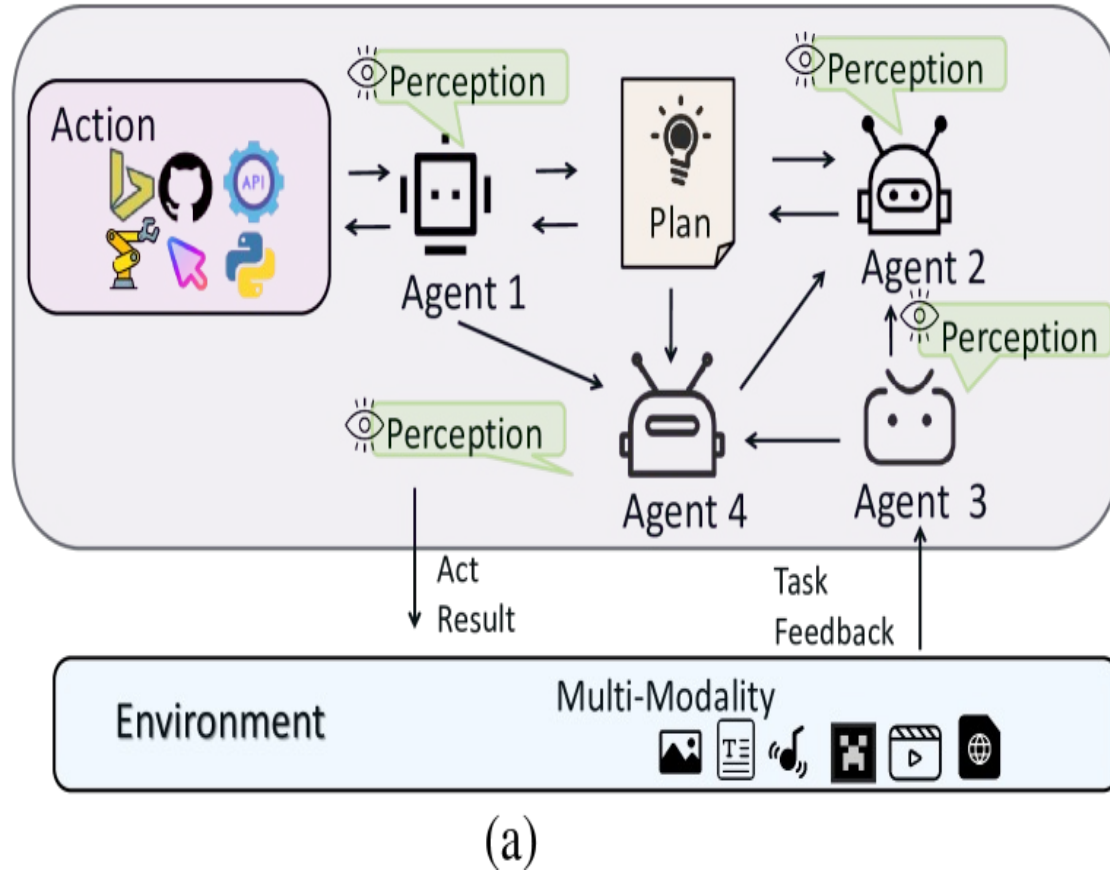 Perception
Perception
Action
API
Plan
Agent 1
Agent 2
Perception
Perception
Agent 4
Agent 3
Act
Result
Task
Feedback
Multi-Modality
Environment
T
(a)